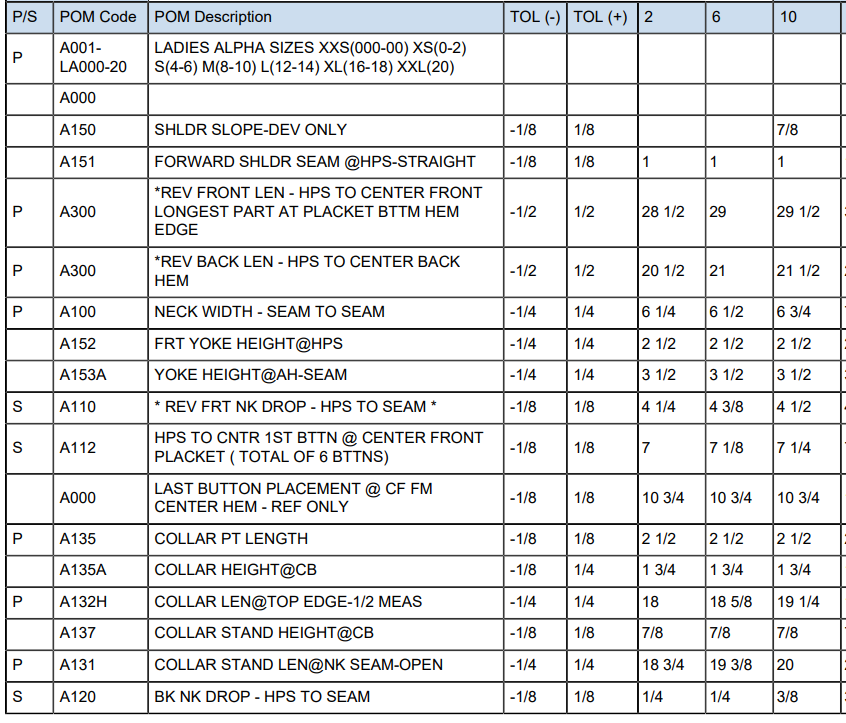 P/S POM Code POM Description TOL (-) TOL (+) 2 6 10
P A001-LA000-20 LADIES ALPHA SIZES XXS(000-00) XS(0-2)
S(4-6) M(8-10) L(12-14) XL(16-18) XXL(20)
A000
A150 SHLDR SLOPE-DEV ONLY -1/8 1/8 7/8
A151 FORWARD SHLDR SEAM @HPS-STRAIGHT -1/8 1/8 1 1 1
*REV FRONT LEN - HPS TO CENTER FRONT
P A300 LONGEST PART AT PLACKET BTTM HEM -1/2 1/2 28 1/2 29 29 1/2
EDGE
P A300 *REV BACK LEN - HPS TO CENTER BACK -1/2 1/2 20 1/2 21 21 1/2
HEM
P A100 NECK WIDTH - SEAM TO SEAM -1/4 1/4 6 1/4 6 1/2 6 3/4
A152 FRT YOKE HEIGHT@HPS -1/4 1/4 2 1/2 2 1/2 2 1/2
A153A YOKE HEIGHT@AH-SEAM -1/4 1/4 3 1/2 3 1/2 3 1/2
S A110 * REV FRT NK DROP - HPS TO SEAM * -1/8 1/8 4 1/4 4 3/8 4 1/2
S A112 HPS TO CNTR 1ST BTTN @ CENTER FRONT -1/8 1/8 7 7 1/8 7 1/4
PLACKET ( TOTAL OF 6 BTTNS)
A000 LAST BUTTON PLACEMENT @ CF FM -1/8 1/8 10 3/4 10 3/4 10 3/4
CENTER HEM - REF ONLY
P A135 COLLAR PT LENGTH -1/8 1/8 2 1/2 2 1/2 2 1/2
A135A COLLAR HEIGHT@CB -1/8 1/4 1 3/4 1 3/4 1 3/4
P A132H COLLAR LEN@TOP EDGE-1/2 MEAS -1/4 1/4 18 18 5/8 19 1/4
A137 COLLAR STAND HEIGHT@CB -1/8 1/8 7/8 7/8 7/8
P A131 COLLAR STAND LEN@NK SEAM-OPEN -1/4 1/4 18 3/4 19 3/8 20
S A120 BK NK DROP - HPS TO SEAM -1/8 1/8 1/4 1/4 3/8